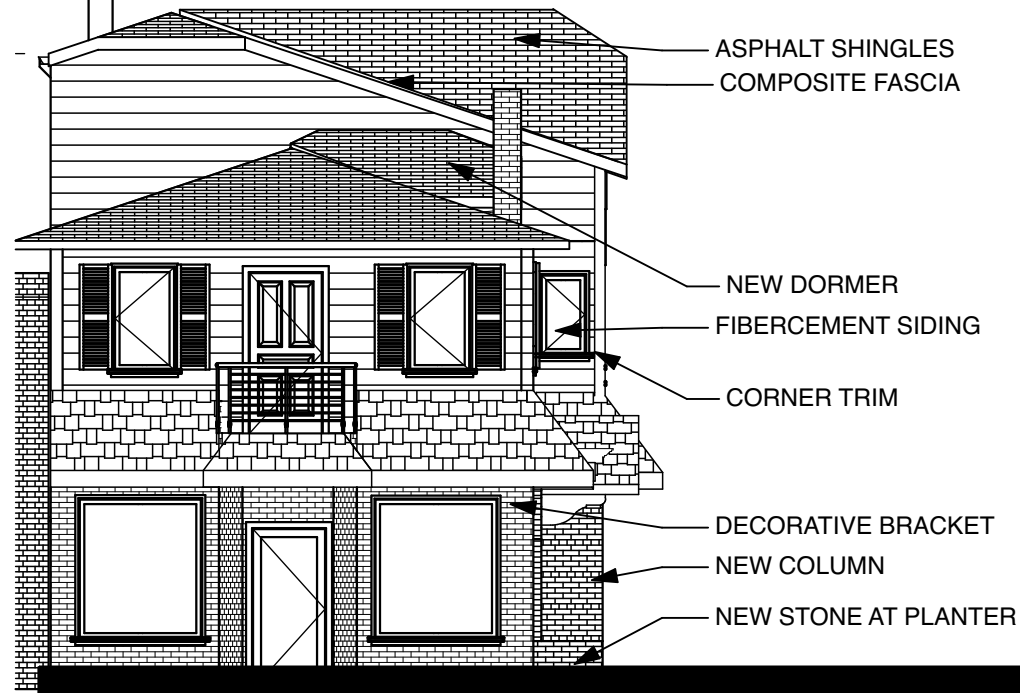 ASPHALT SHINGLES
COMPOSITE FASCIA
NEW DORMER
FIBERCEMENT SIDING
CORNER TRIM
DECORATIVE BRACKET
NEW COLUMN
NEW STONE AT PLANTER